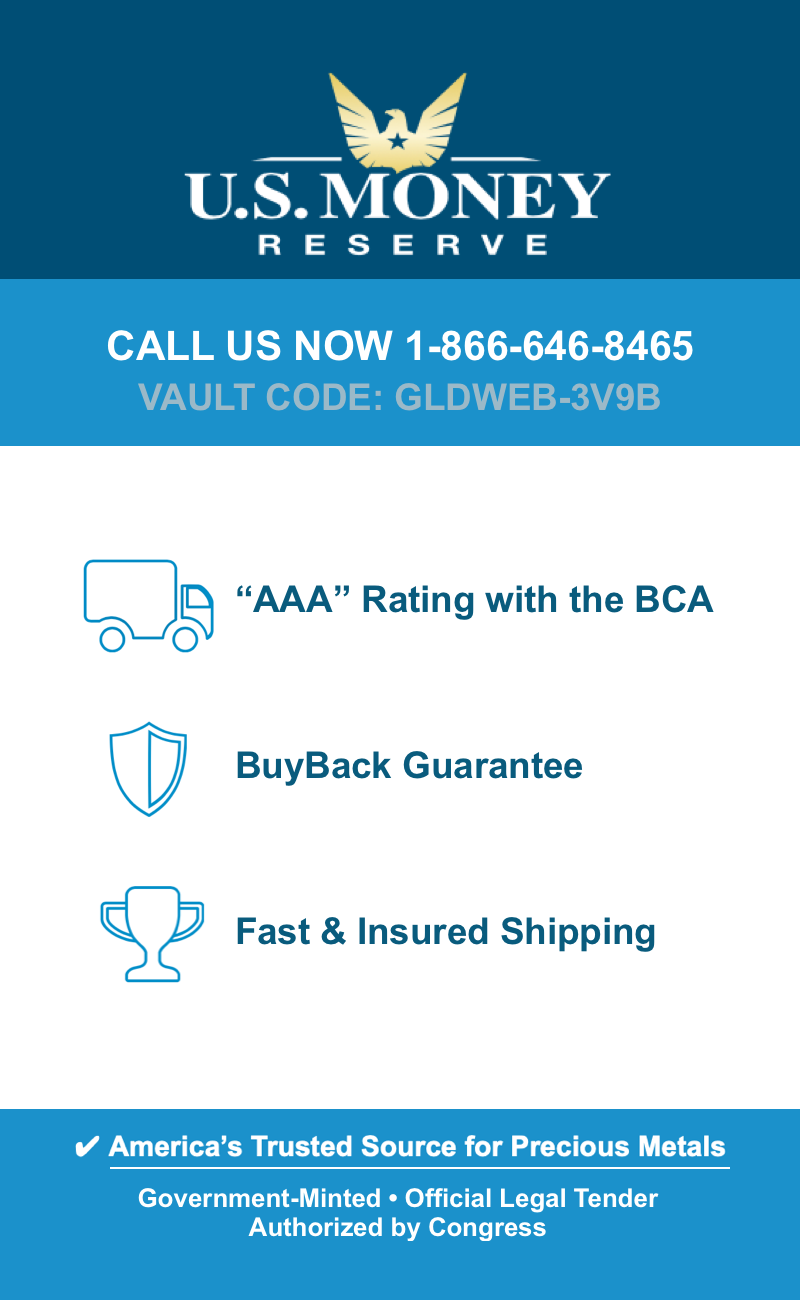 U.S. MONEY
RESERVE
CALL US NOW 1-866-646-8465
VAULT CODE: GLDWEB-3V9B
“AAA” Rating with the BCA
BuyBack Guarantee
Fast & Insured Shipping
✔ America’s Trusted Source for Precious Metals
Government-Minted • Official Legal Tender
Authorized by Congress